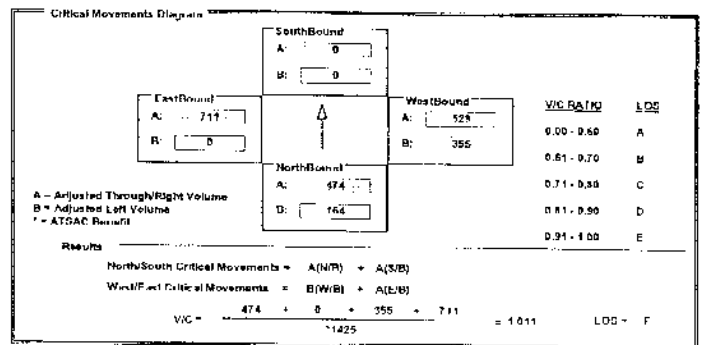 Critical Movements Diagram
SouthBound
A: 0
B: 0
EastBound
A: 711
B: 0
WestBound
A:
B: 355
NorthBound
A: 474
B: 164
V/C RATIO LOS
0.00 - 0.60 A
0.61 - 0.70 B
0.71 - 0.80 C
0.81 - 0.90 D
0.91 - 1.00 E
A = Adjusted Through/Right Volume
B = Adjusted Left Volume
* = ATSAC Benefit
Results
North/South Critical Movements = A(N/B) + A(S/B)
West/East Critical Movements = B(W/B) + A(E/B)
V/C = 474 + 0 + 355 + 711 = 1.011 LOS = F
*1425